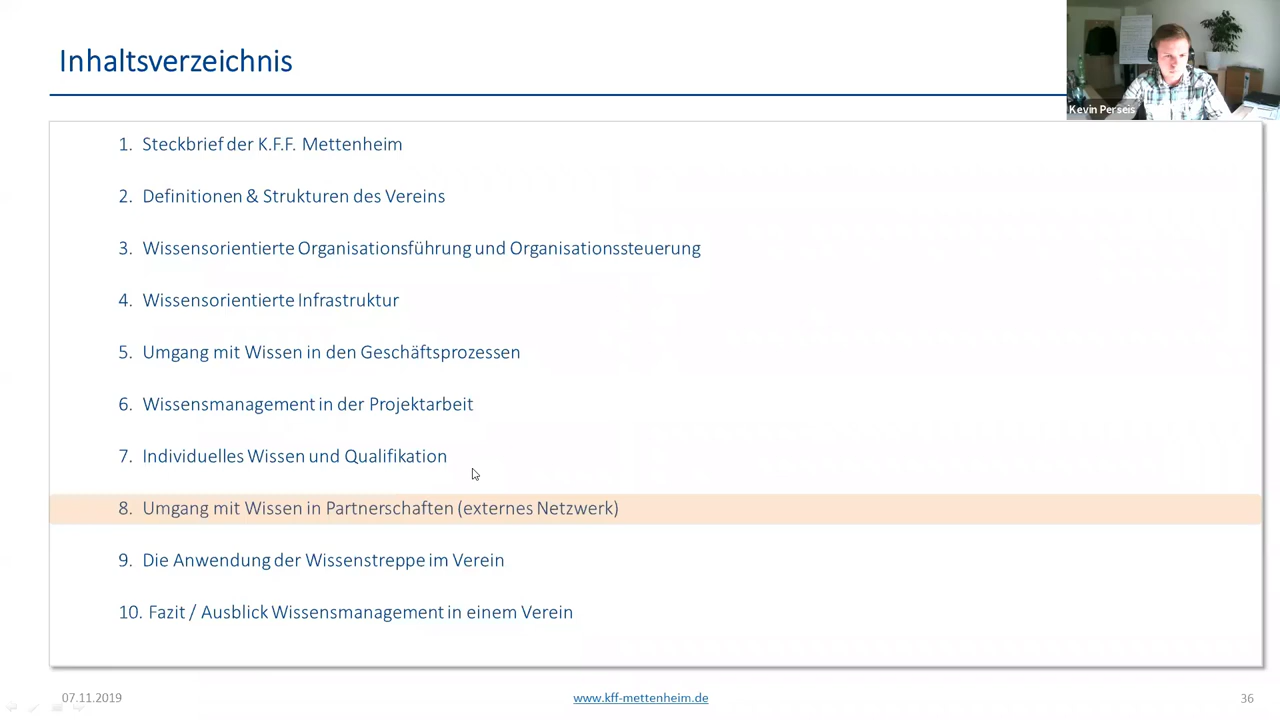 Inhaltsverzeichnis
Kevin Perseis
1. Steckbrief der K.F.F. Mettenheim
2. Definitionen & Strukturen des Vereins
3. Wissensorientierte Organisationsführung und Organisationssteuerung
4. Wissensorientierte Infrastruktur
5. Umgang mit Wissen in den Geschäftsprozessen
6. Wissensmanagement in der Projektarbeit
7. Individuelles Wissen und Qualifikation
8. Umgang mit Wissen in Partnerschaften (externes Netzwerk)
9. Die Anwendung der Wissenstreppe im Verein
10. Fazit / Ausblick Wissensmanagement in einem Verein
07.11.2019
www.kff-mettenheim.de
36